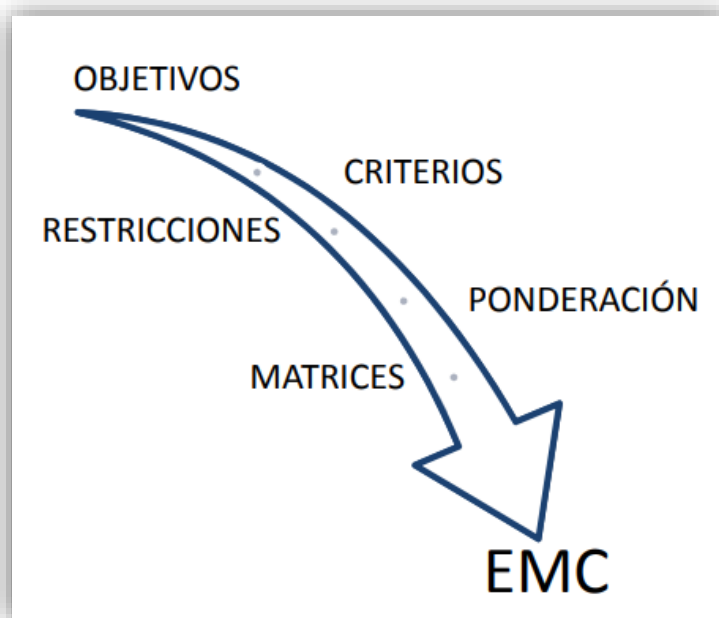 OBJETIVOS
CRITERIOS
RESTRICCIONES
PONDERACIÓN
MATRICES
EMC